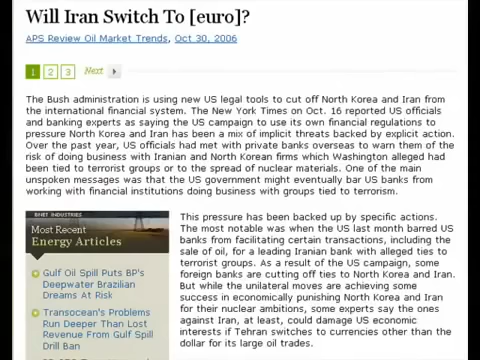 Will Iran Switch To [euro]?
APS Review Oil Market Trends, Oct 30, 2006
1 2 3 Next
The Bush administration is using new US legal tools to cut off North Korea and Iran from
the international financial system. The New York Times on Oct. 16 reported US officials
and banking experts as saying the US campaign to use its own financial regulations to
pressure North Korea and Iran has been a mix of implicit threats backed by explicit action.
Over the past year, US officials had met with private banks overseas to warn them of the
risk of doing business with Iranian and North Korean firms which Washington alleged had
been tied to terrorist groups or to the spread of nuclear materials. One of the main
unspoken messages was that the US government might eventually bar US banks from
working with financial institutions doing business with groups tied to terrorism.
BNET INDUSTRIES
Most Recent
Energy Articles
Gulf Oil Spill Puts BP's
Deepwater Brazilian
Dreams At Risk
Transocean's Problems
Run Deeper Than Lost
Revenue From Gulf Spill
Drill Ban
This pressure has been backed up by specific actions.
The most notable was when the US last month barred US
banks from facilitating certain transactions, including the
sale of oil, for a leading Iranian bank with alleged ties to
terrorist groups. As a result of the US campaign, some
foreign banks are cutting off ties to North Korea and Iran.
But while the unilateral moves are achieving some
success in economically punishing North Korea and Iran
for their nuclear ambitions, some experts say the ones
against Iran, at least, could damage US economic
interests if Tehran switches to currencies other than the
dollar for its large oil trades.